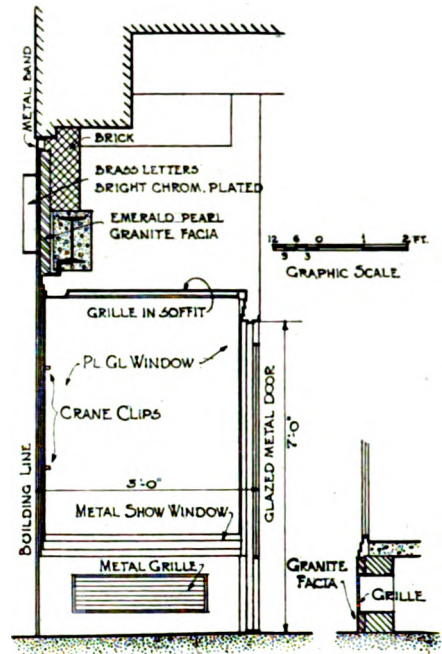 METAL BAND
BRICK
BRASS LETTERS
BRIGHT CHROM. PLATED
EMERALD PEARL
GRANITE FACIA
12 6 0 1 2 FT.
9 3
GRAPHIC SCALE
GRILLE IN SOFFIT
PL GL WINDOW
CRANE CLIPS
GLAZED METAL DOOR
7'-0"
3'-0"
BUILDING LINE
METAL SHOW WINDOW
METAL GRILLE
GRANITE
FACIA
GRILLE